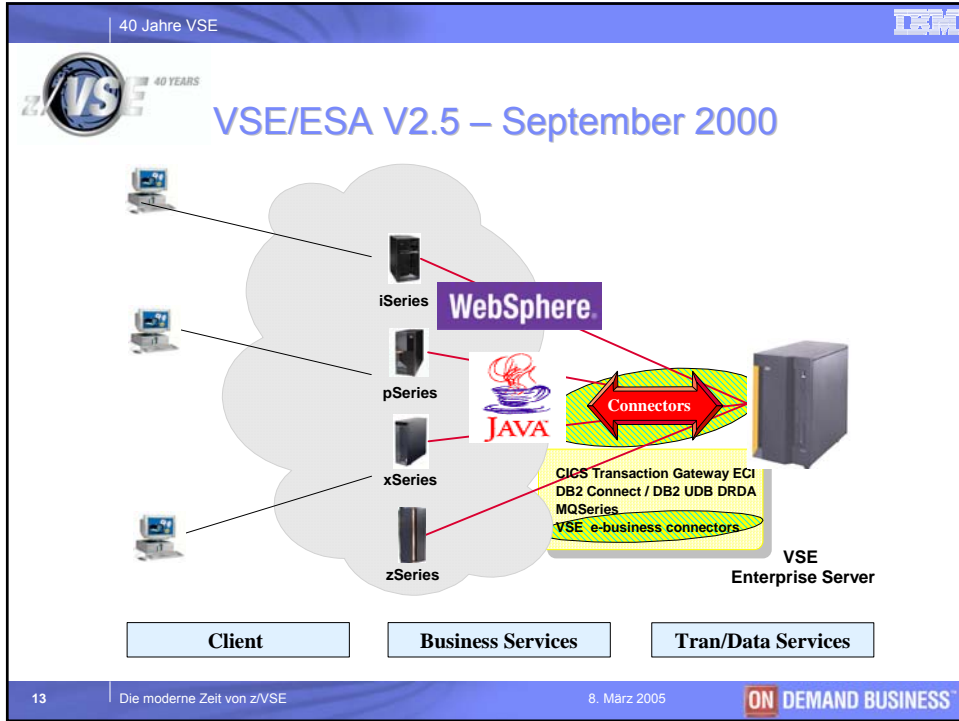 40 Jahre VSE
IBM
z/VSE 40 YEARS
VSE/ESA V2.5 – September 2000
iSeries
WebSphere.
pSeries
JAVA
Connectors
xSeries
CICS Transaction Gateway ECI
DB2 Connect / DB2 UDB DRDA
MQSeries
VSE e-business connectors
zSeries
VSE
Enterprise Server
Client
Business Services
Tran/Data Services
13
Die moderne Zeit von z/VSE
8. März 2005
ON DEMAND BUSINESS™